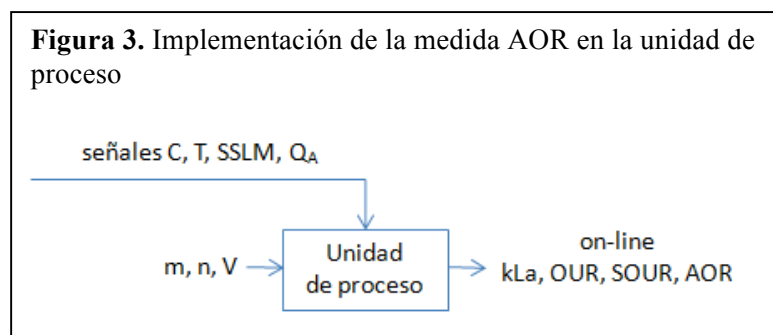 Figura 3. Implementación de la medida AOR en la unidad de
proceso
señales C, T, SSLM, QA
m, n, V
Unidad
de proceso
on-line
kLa, OUR, SOUR, AOR